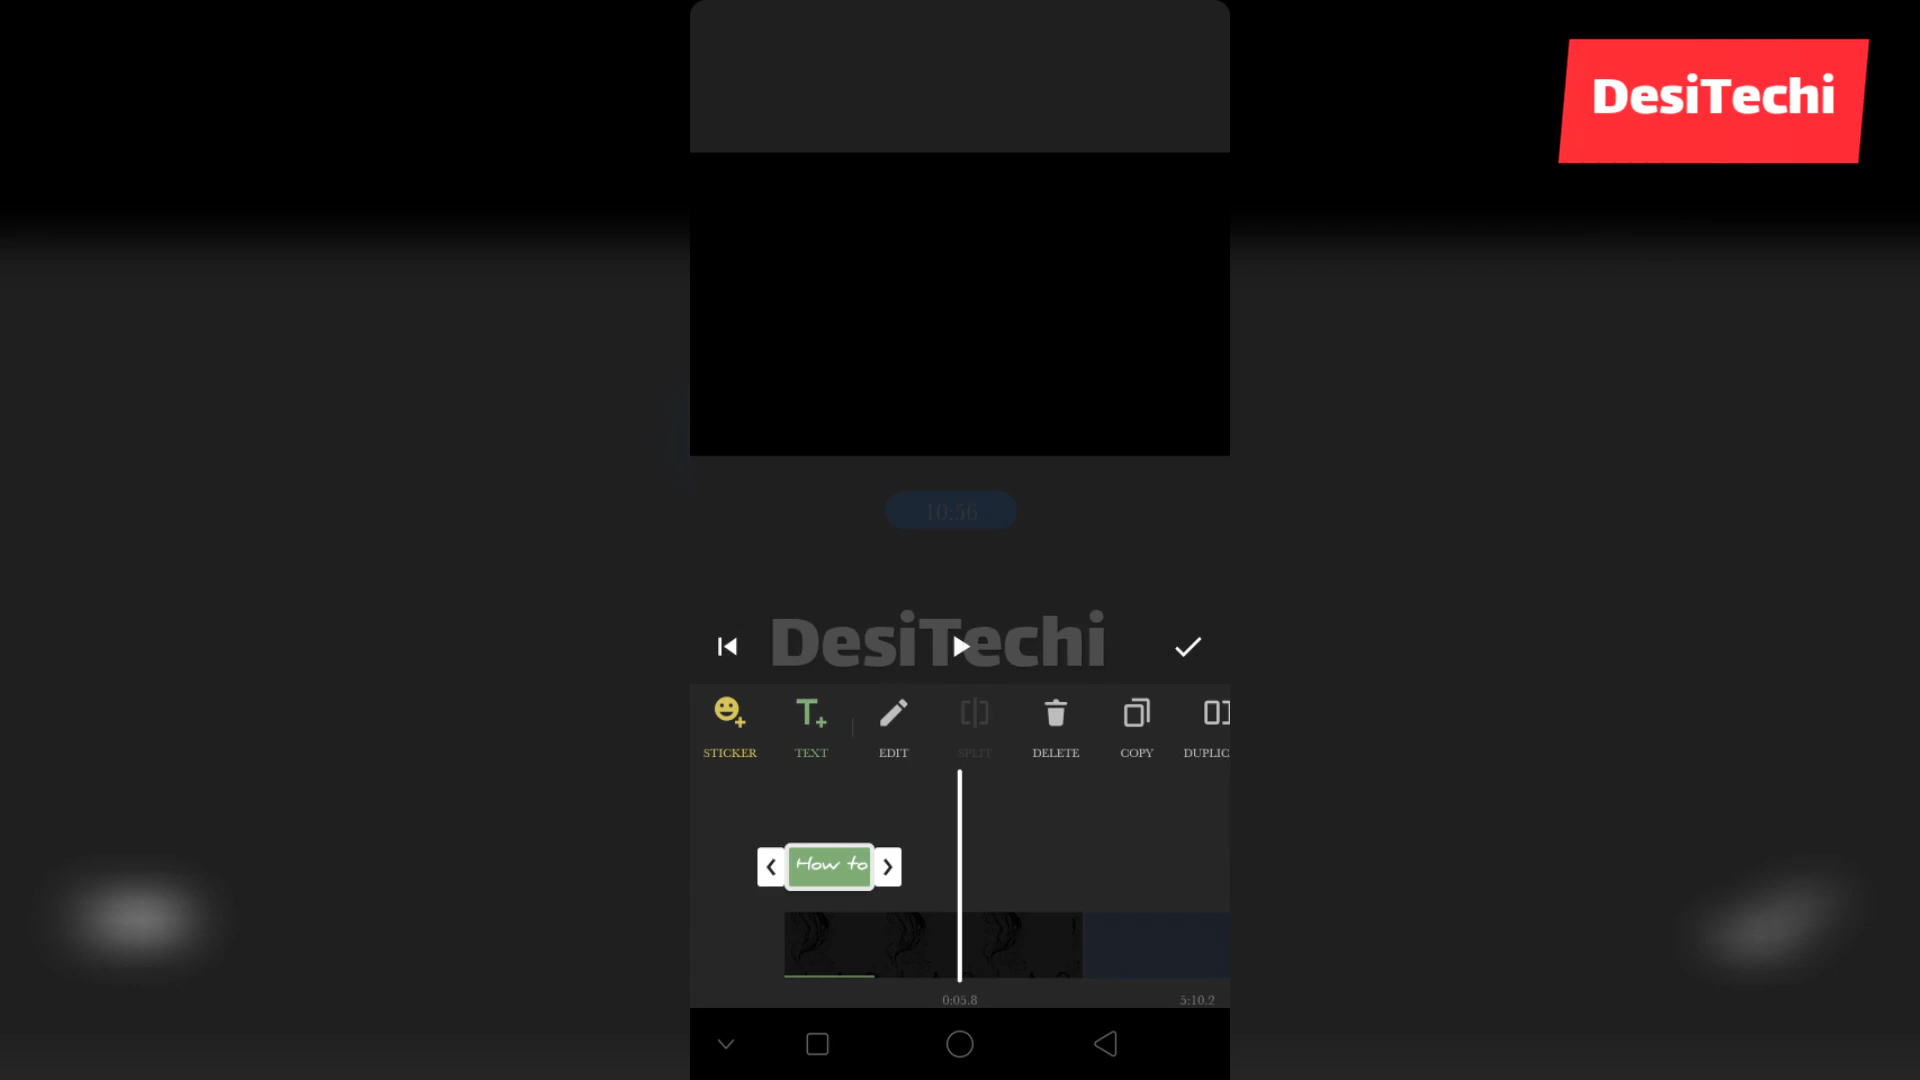 DesiTechi
10:56
DesiTechi
STICKER
TEXT
EDIT
SPLIT
DELETE
COPY
DUPLIC
How to
0:05.8
5:10.2